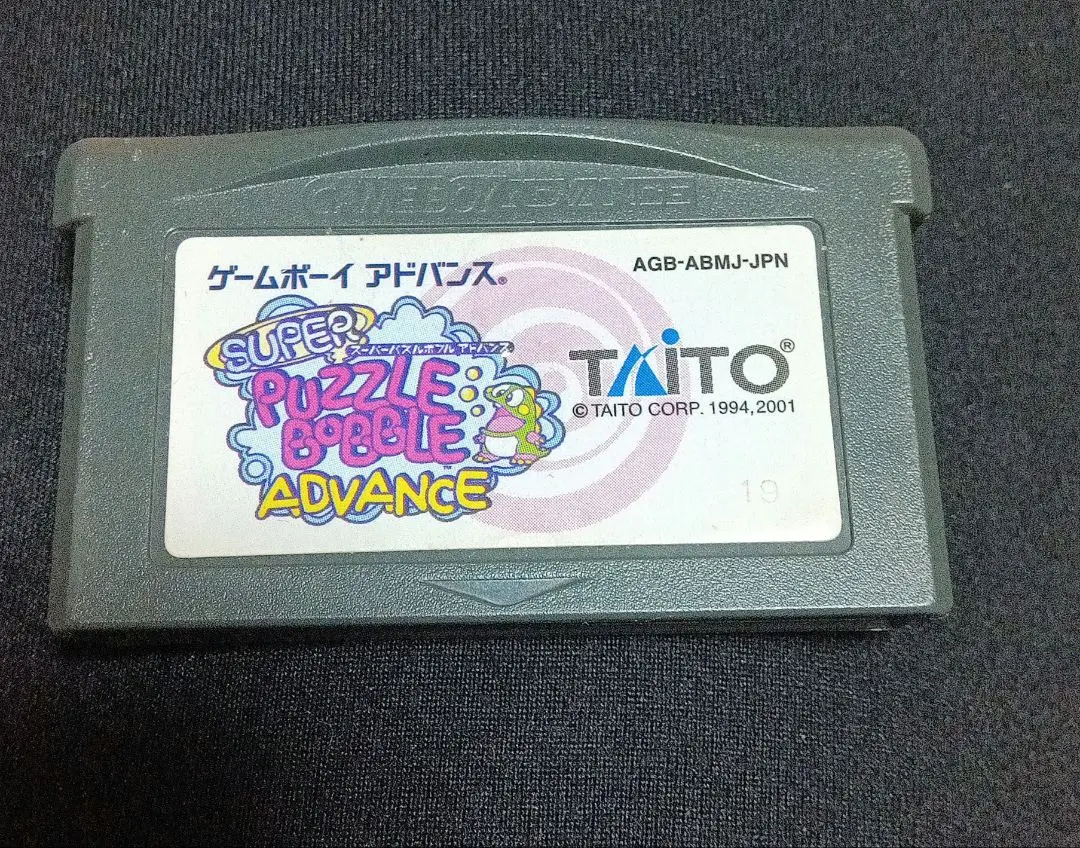 GAME BOY ADVANCE
ゲームボーイ アドバンス®
AGB-ABMJ-JPN
SUPER
スーパーパズルボブル アドバンス
PUZZLE
BOBBLE™
ADVANCE
TAITO®
© TAITO CORP. 1994,2001
19